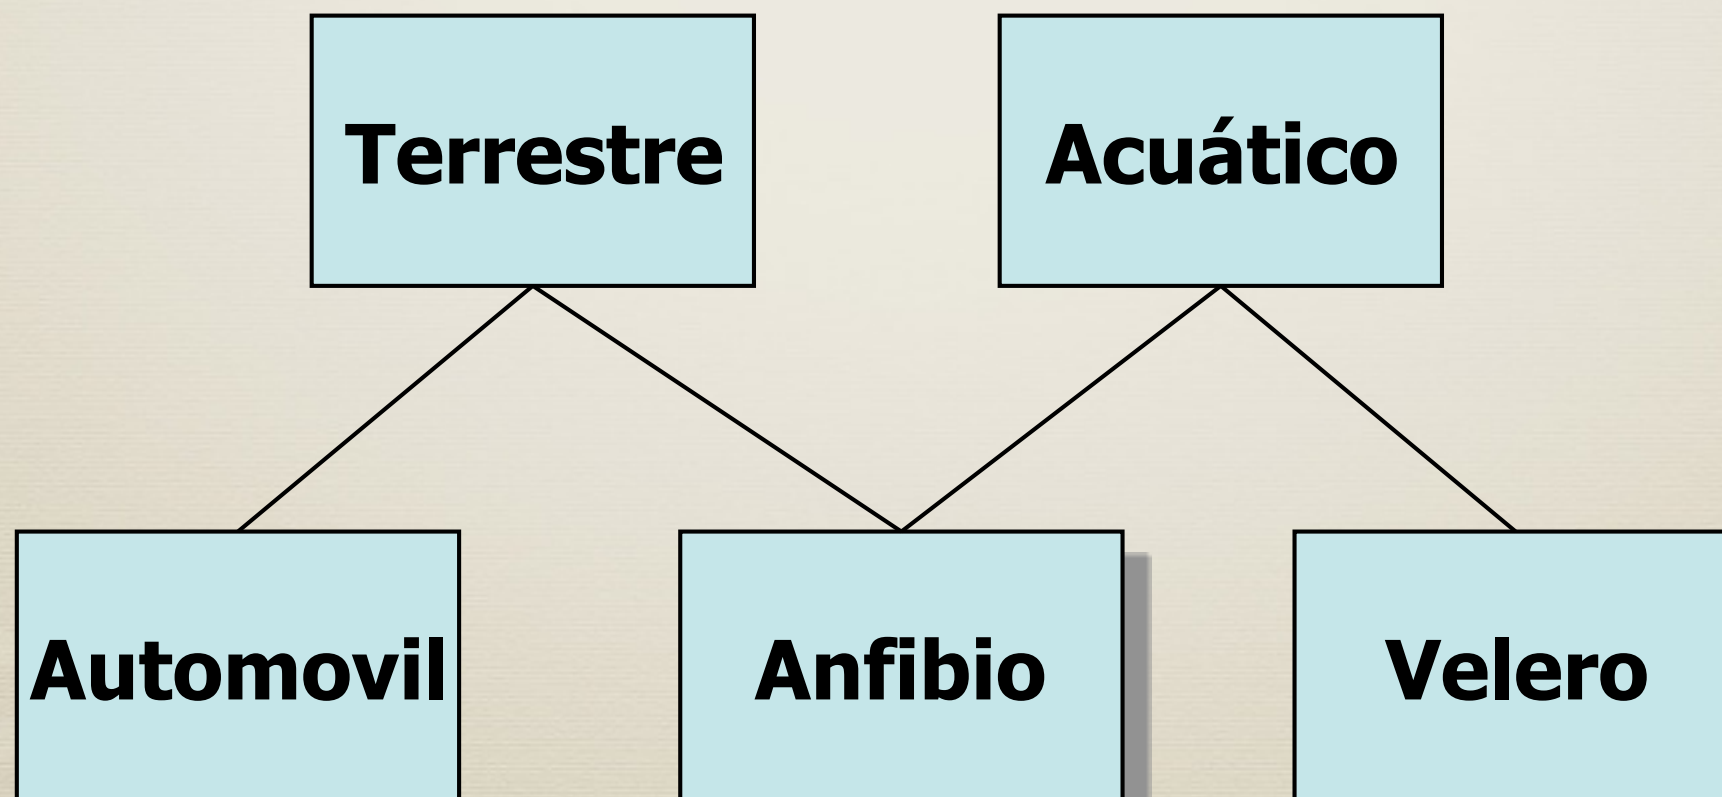 Terrestre
Acuático
Automovil
Anfibio
Velero